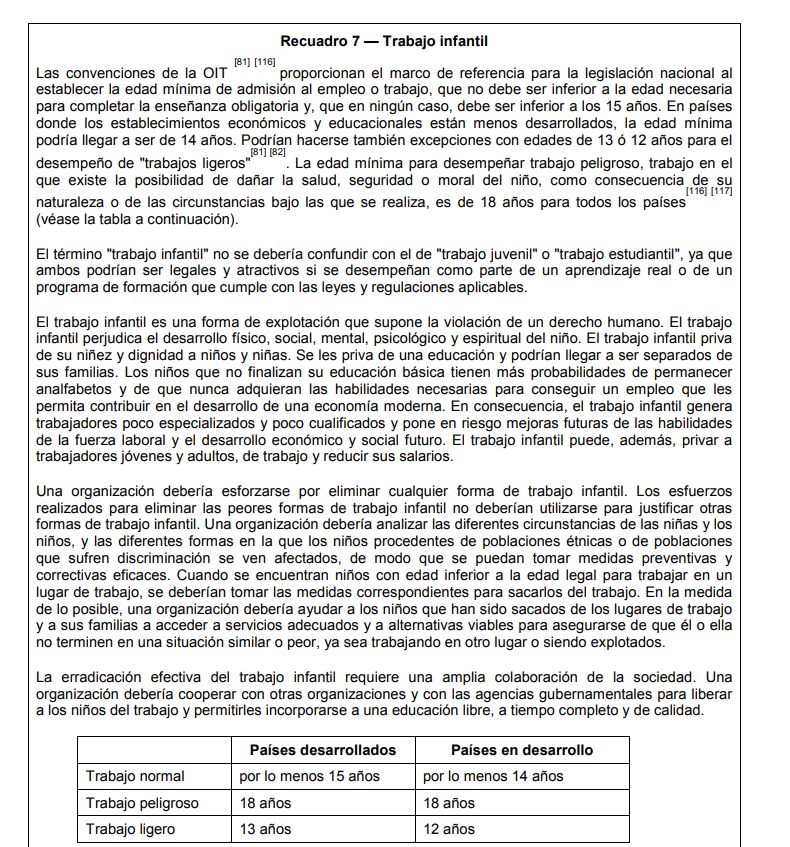 Recuadro 7 — Trabajo infantil
Las convenciones de la OIT [81] [116] proporcionan el marco de referencia para la legislación nacional al
establecer la edad mínima de admisión al empleo o trabajo, que no debe ser inferior a la edad necesaria
para completar la enseñanza obligatoria y, que en ningún caso, debe ser inferior a los 15 años. En países
donde los establecimientos económicos y educacionales están menos desarrollados, la edad mínima
podría llegar a ser de 14 años. Podrían hacerse también excepciones con edades de 13 ó 12 años para el
desempeño de "trabajos ligeros"[81] [82]. La edad mínima para desempeñar trabajo peligroso, trabajo en el
que existe la posibilidad de dañar la salud, seguridad o moral del niño, como consecuencia de su
naturaleza o de las circunstancias bajo las que se realiza, es de 18 años para todos los países[116] [117]
(véase la tabla a continuación).
El término "trabajo infantil" no se debería confundir con el de "trabajo juvenil" o "trabajo estudiantil", ya que
ambos podrían ser legales y atractivos si se desempeñan como parte de un aprendizaje real o de un
programa de formación que cumple con las leyes y regulaciones aplicables.
El trabajo infantil es una forma de explotación que supone la violación de un derecho humano. El trabajo
infantil perjudica el desarrollo físico, social, mental, psicológico y espiritual del niño. El trabajo infantil priva
de su niñez y dignidad a niños y niñas. Se les priva de una educación y podrían llegar a ser separados de
sus familias. Los niños que no finalizan su educación básica tienen más probabilidades de permanecer
analfabetos y de que nunca adquieran las habilidades necesarias para conseguir un empleo que les
permita contribuir en el desarrollo de una economía moderna. En consecuencia, el trabajo infantil genera
trabajadores poco especializados y poco cualificados y pone en riesgo mejoras futuras de las habilidades
de la fuerza laboral y el desarrollo económico y social futuro. El trabajo infantil puede, además, privar a
trabajadores jóvenes y adultos, de trabajo y reducir sus salarios.
Una organización debería esforzarse por eliminar cualquier forma de trabajo infantil. Los esfuerzos
realizados para eliminar las peores formas de trabajo infantil no deberían utilizarse para justificar otras
formas de trabajo infantil. Una organización debería analizar las diferentes circunstancias de las niñas y los
niños, y las diferentes formas en la que los niños procedentes de poblaciones étnicas o de poblaciones
que sufren discriminación se ven afectados, de modo que se puedan tomar medidas preventivas y
correctivas eficaces. Cuando se encuentran niños con edad inferior a la edad legal para trabajar en un
lugar de trabajo, se deberían tomar las medidas correspondientes para sacarlos del trabajo. En la medida
de lo posible, una organización debería ayudar a los niños que han sido sacados de los lugares de trabajo
y a sus familias a acceder a servicios adecuados y a alternativas viables para asegurarse de que él o ella
no terminen en una situación similar o peor, ya sea trabajando en otro lugar o siendo explotados.
La erradicación efectiva del trabajo infantil requiere una amplia colaboración de la sociedad. Una
organización debería cooperar con otras organizaciones y con las agencias gubernamentales para liberar
a los niños del trabajo y permitirles incorporarse a una educación libre, a tiempo completo y de calidad.
Países desarrollados Países en desarrollo
Trabajo normal por lo menos 15 años por lo menos 14 años
Trabajo peligroso 18 años 18 años
Trabajo ligero 13 años 12 años